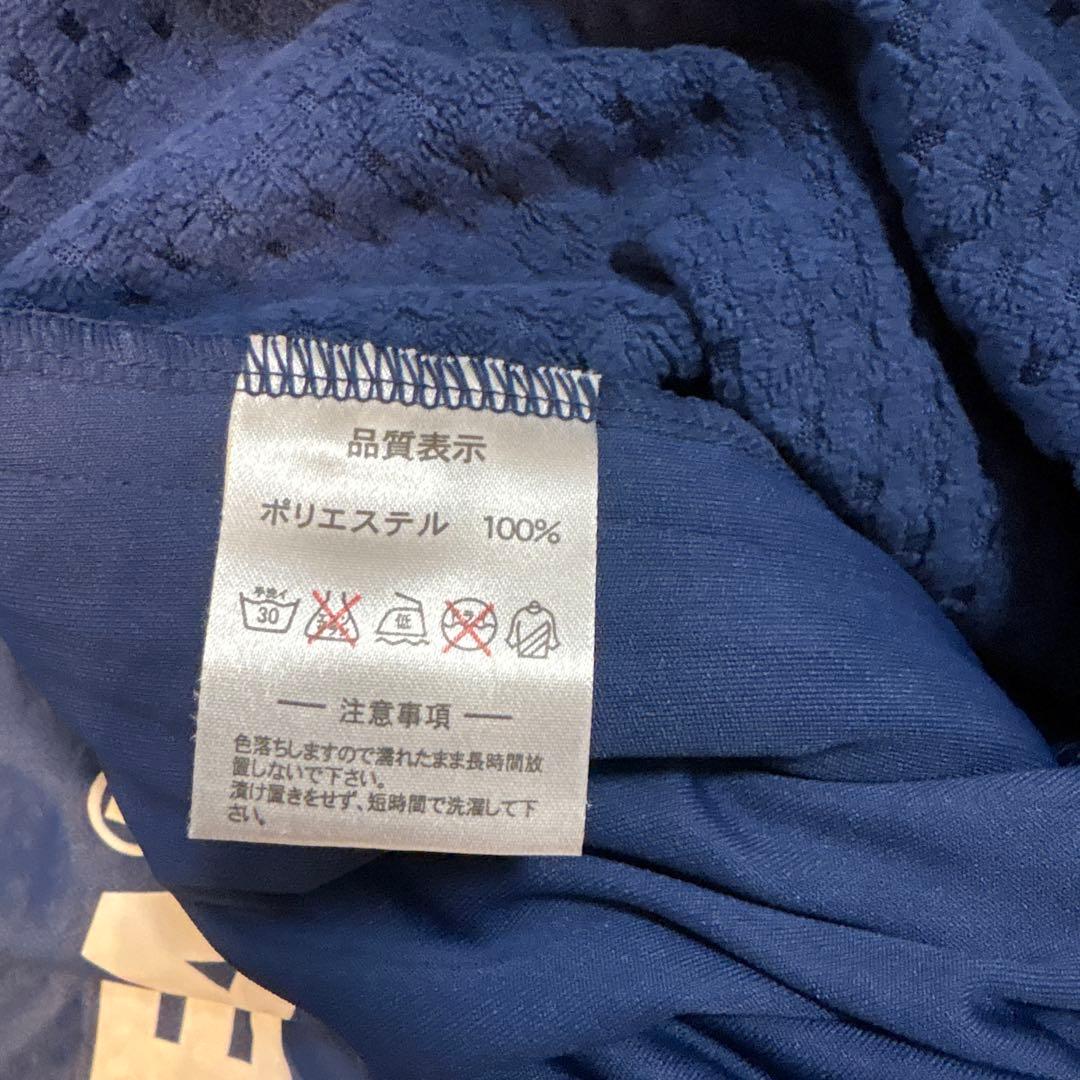 品質表示
ポリエステル 100%
手洗イ
30
低
注意事項
色落ちしますので濡れたまま長時間放
置しないで下さい。
漬け置きをせず、短時間で洗濯して下
さい。